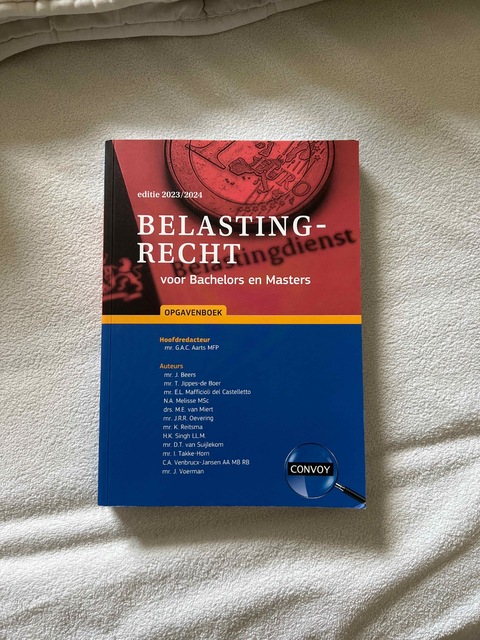 editie 2023/2024
BELASTING-
RECHT
Belastingdienst
voor Bachelors en Masters
OPGAVENBOEK
Hoofdredacteur
mr. G.A.C. Aarts MFP
Auteurs
mr. J. Beers
mr. T. Jippes-de Boer
mr. E.L. Mafficioli del Castelletto
N.A. Melisse MSc
drs. M.E. van Miert
mr. J.R.R. Oevering
mr. K. Reitsma
H.K. Singh LL.M.
mr. D.T. van Suijlekom
mr. I. Takke-Horn
C.A. Venbrucx-Jansen AA MB RB
mr. J. Voerman
CONVOY